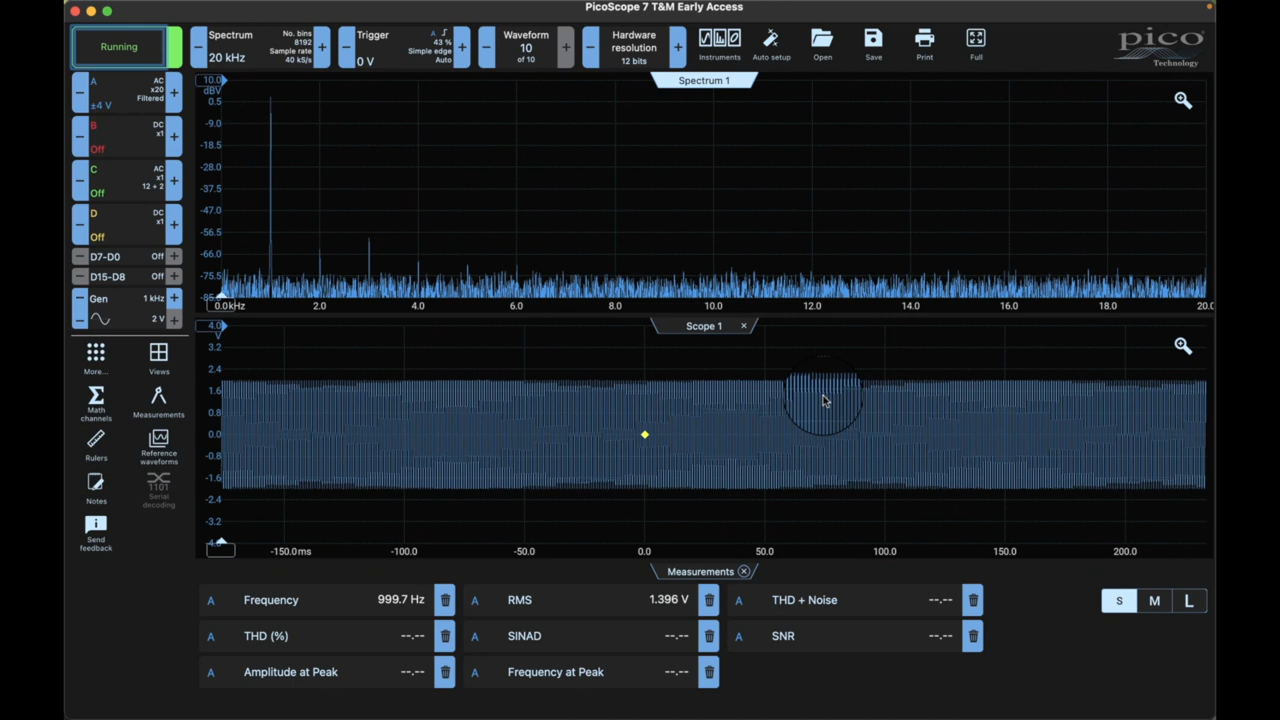 PicoScope 7 T&M Early Access
Running
Spectrum
20 kHz
No. bins
8192
Sample rate
40 kS/s
Trigger
0 V
A
43 %
Simple edge
Auto
Waveform
10
of 10
Hardware
resolution
12 bits
Instruments
Auto setup
Open
Save
Print
Full
pico
Technology
A
±4 V
AC
x20
Filtered
B
Off
DC
x1
C
Off
AC
x1
12 + 2
D
Off
DC
x1
D7-D0 Off
D15-D8 Off
Gen 1 kHz
2 V
More...
Views
Math
channels
Measurements
Rulers
Reference
waveforms
Notes
1101
Serial
decoding
Send
feedback
Spectrum 1
10.0
dBV
0.5
-9.0
-18.5
-28.0
-37.5
-47.0
-56.5
-66.0
-75.5
0.0kHz 2.0 4.0 6.0 8.0 10.0 12.0 14.0 16.0 18.0
Scope 1 ×
4.0
V
3.2
2.4
1.6
0.8
0.0
-0.8
-1.6
-2.4
-3.2
-150.0ms -100.0 -50.0 0.0 50.0 100.0 150.0 200.0
Measurements
A Frequency 999.7 Hz
A RMS 1.396 V
A THD + Noise --.--
A THD (%) --.--
A SINAD --.--
A SNR --.--
A Amplitude at Peak --.--
A Frequency at Peak --.--
S M L